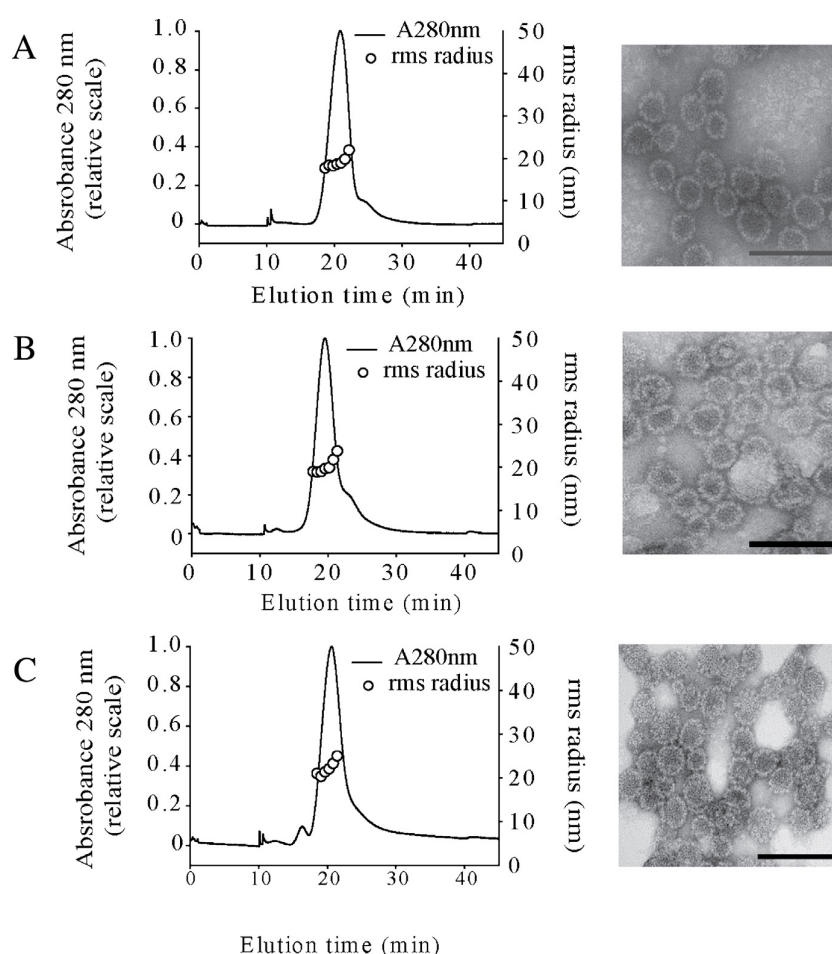 A
Absrobance 280 nm
(relative scale)
1.0
0.8
0.6
0.4
0.2
0
A280nm
rms radius
50
40
30
20
10
0
rms radius (nm)
0 10 20 30 40
Elution time (min)
B
Absrobance 280 nm
(relative scale)
1.0
0.8
0.6
0.4
0.2
0
A280nm
rms radius
50
40
30
20
10
0
rms radius (nm)
0 10 20 30 40
Elution time (min)
C
Absrobance 280 nm
(relative scale)
1.0
0.8
0.6
0.4
0.2
0
A280nm
rms radius
50
40
30
20
10
0
rms radius (nm)
0 10 20 30 40
Elution time (min)